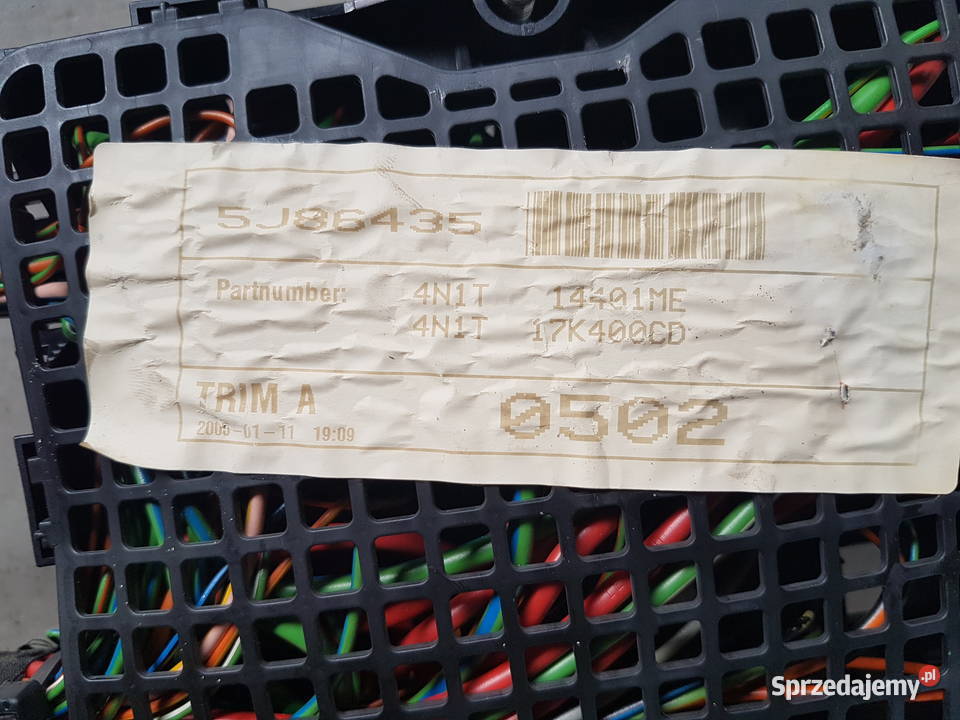 5J86435
Partnumber: 4N1T 14401ME
4N1T 17K400CD
TRIM A
0502
19:09
Sprzedajemy.pl